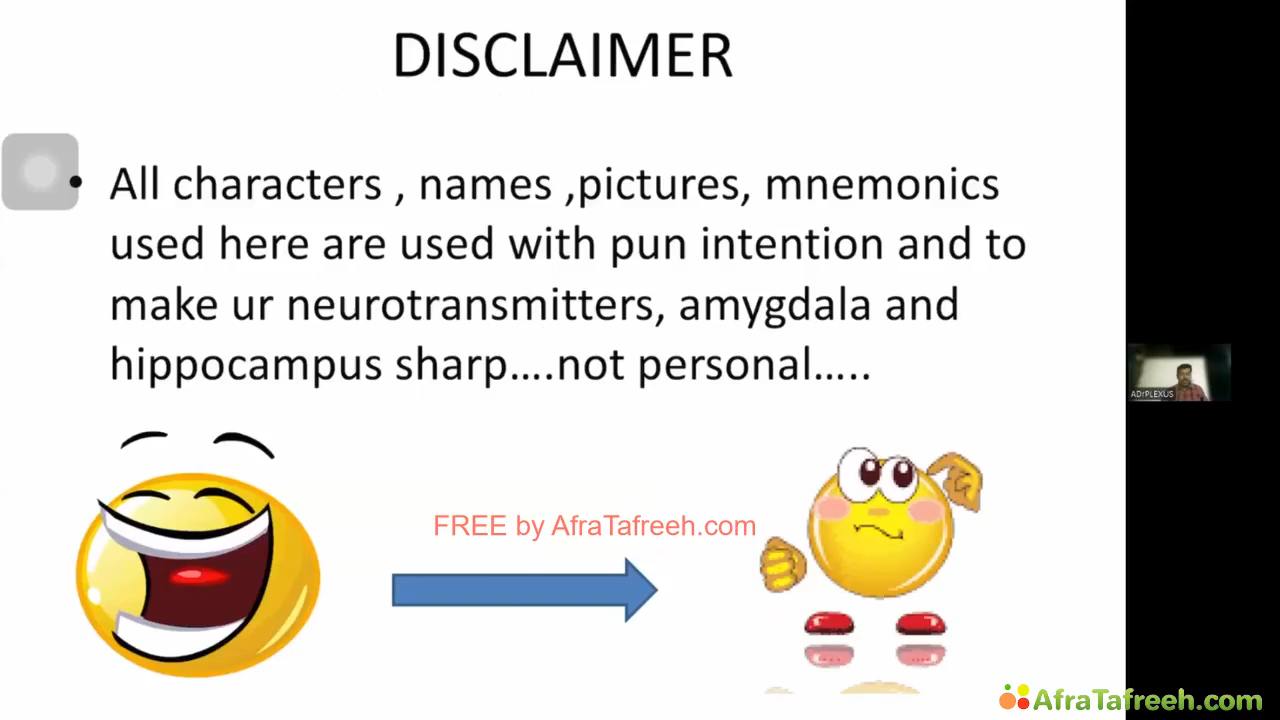 DISCLAIMER
• All characters , names ,pictures, mnemonics
used here are used with pun intention and to
make ur neurotransmitters, amygdala and
hippocampus sharp….not personal…..
ADrPLEXUS
FREE by AfraTafreeh.com
AfraTafreeh.com